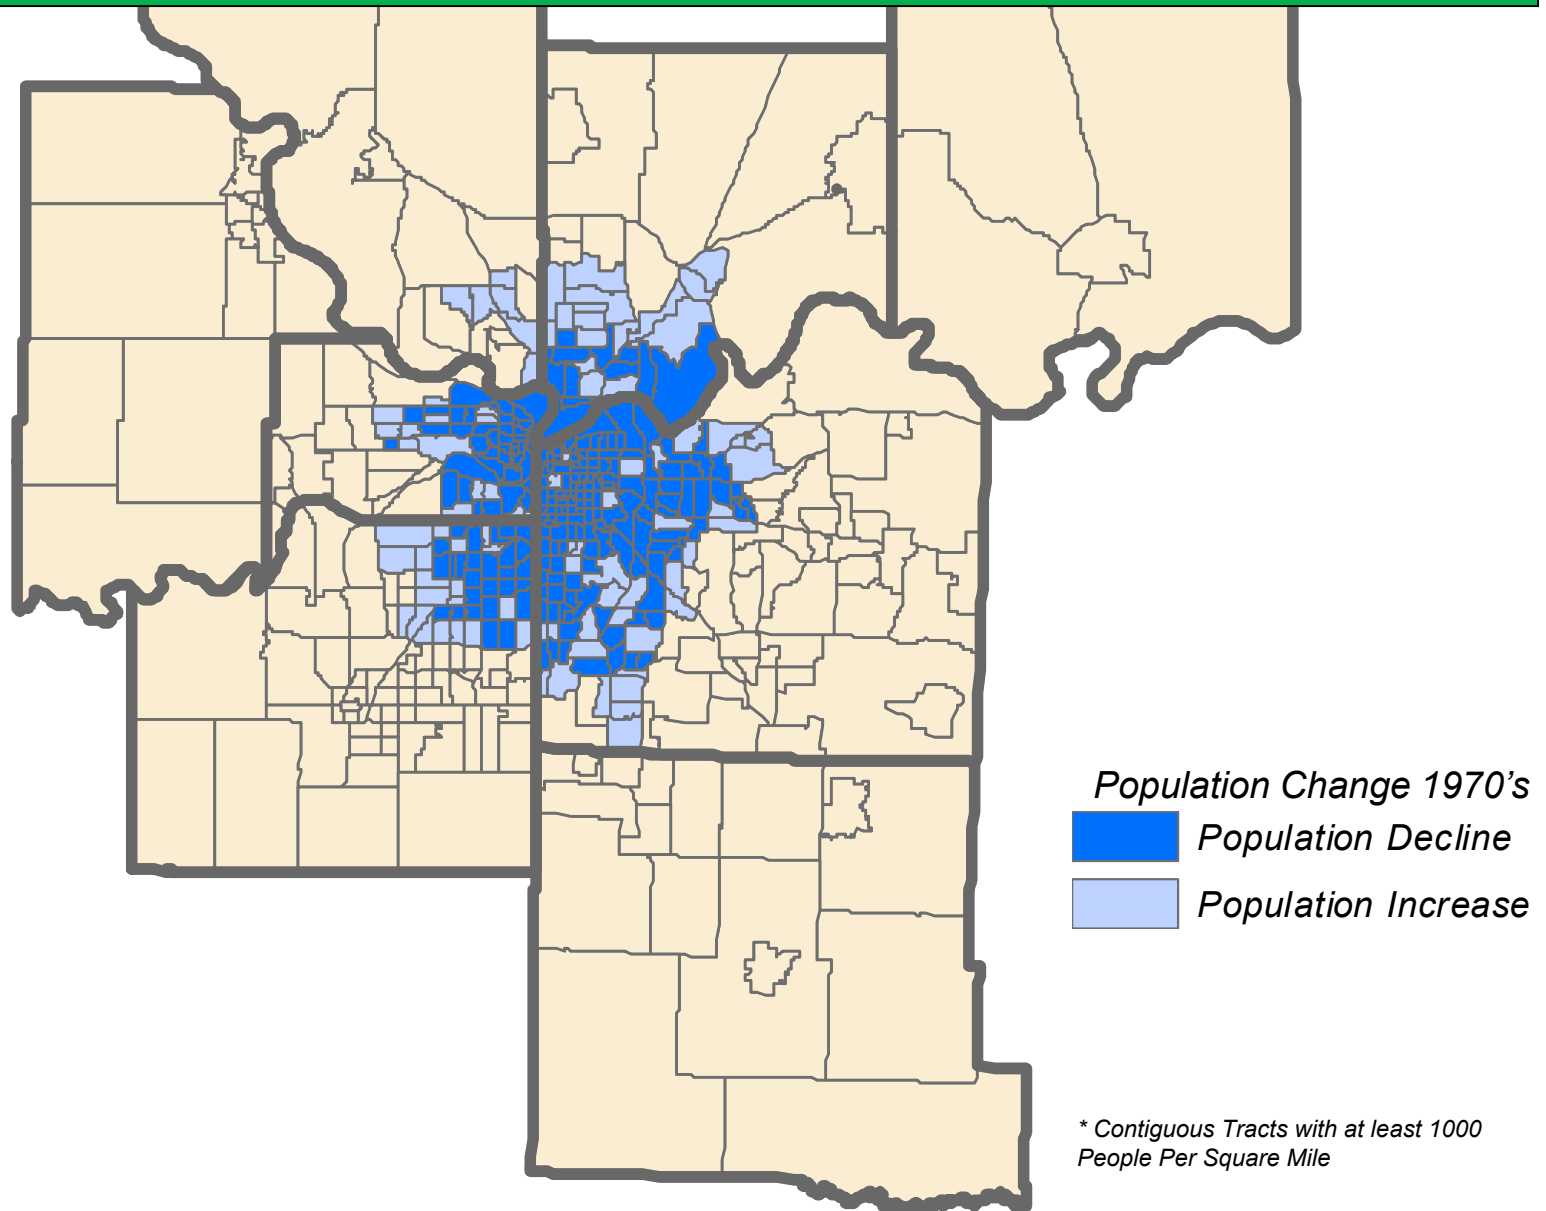 Population Change 1970's
Population Decline
Population Increase
* Contiguous Tracts with at least 1000
People Per Square Mile